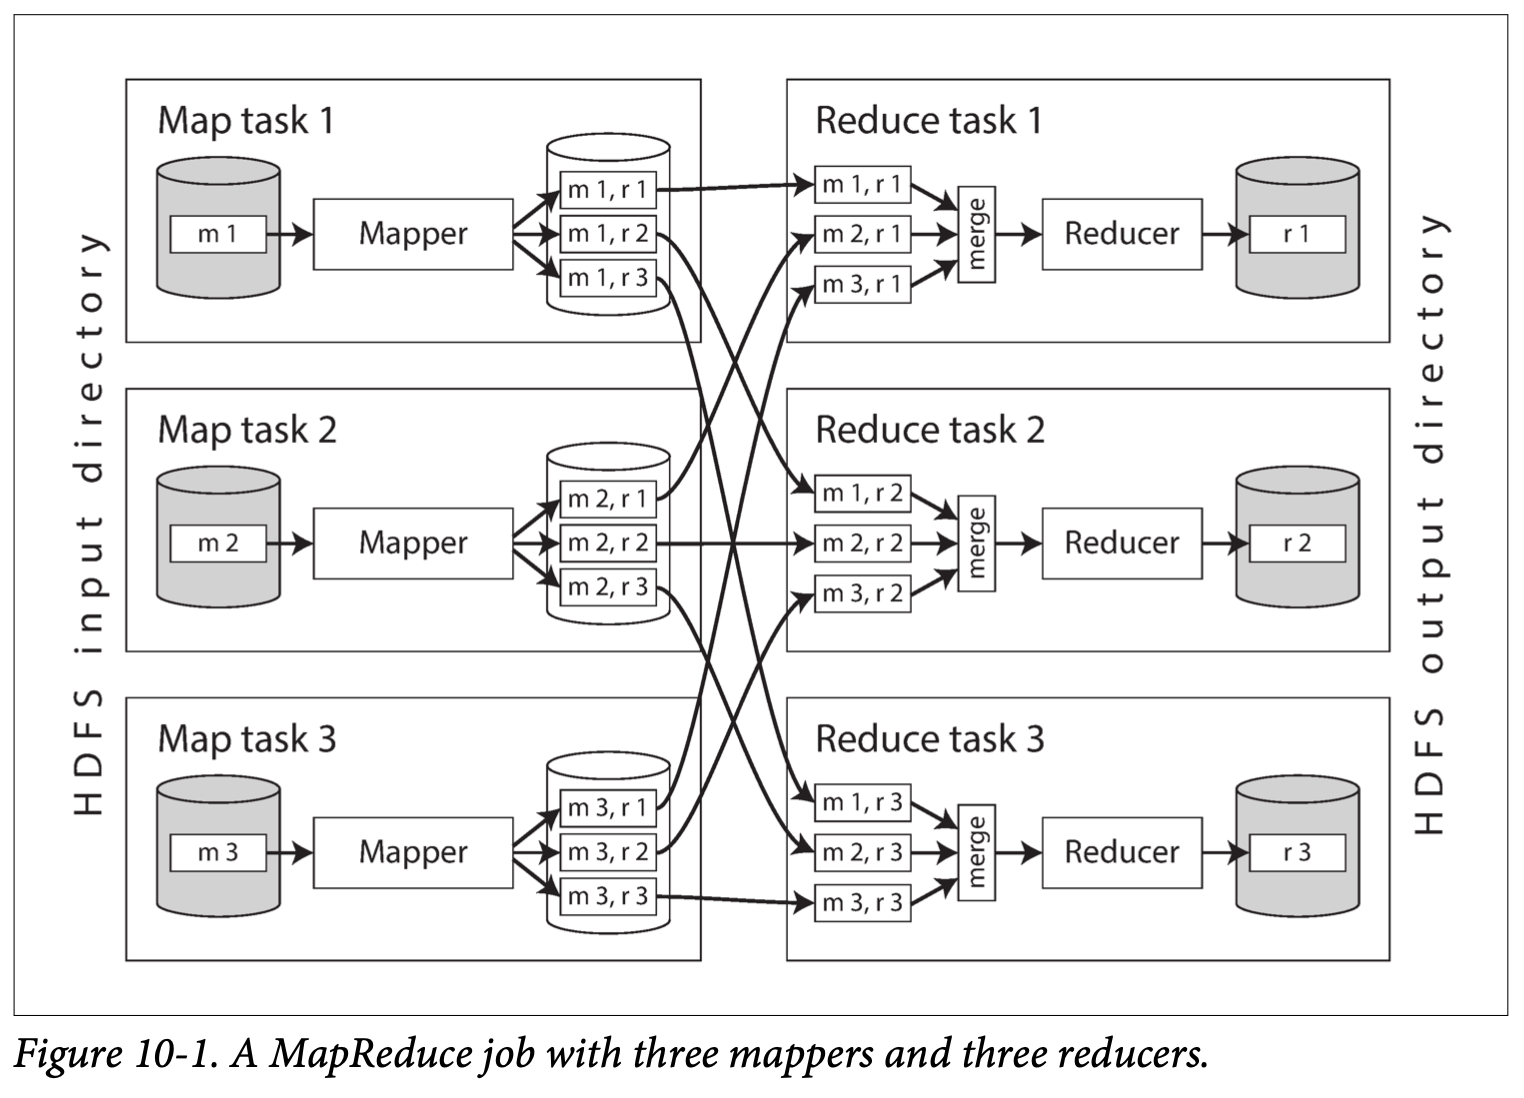 HDFS input directory
Map task 1
m 1
Mapper
m 1, r 1
m 1, r 2
m 1, r 3
Map task 2
m 2
Mapper
m 2, r 1
m 2, r 2
m 2, r 3
Map task 3
m 3
Mapper
m 3, r 1
m 3, r 2
m 3, r 3
Reduce task 1
m 1, r 1
m 2, r 1
m 3, r 1
merge
Reducer
r 1
Reduce task 2
m 1, r 2
m 2, r 2
m 3, r 2
merge
Reducer
r 2
Reduce task 3
m 1, r 3
m 2, r 3
m 3, r 3
merge
Reducer
r 3
HDFS output directory
Figure 10-1. A MapReduce job with three mappers and three reducers.